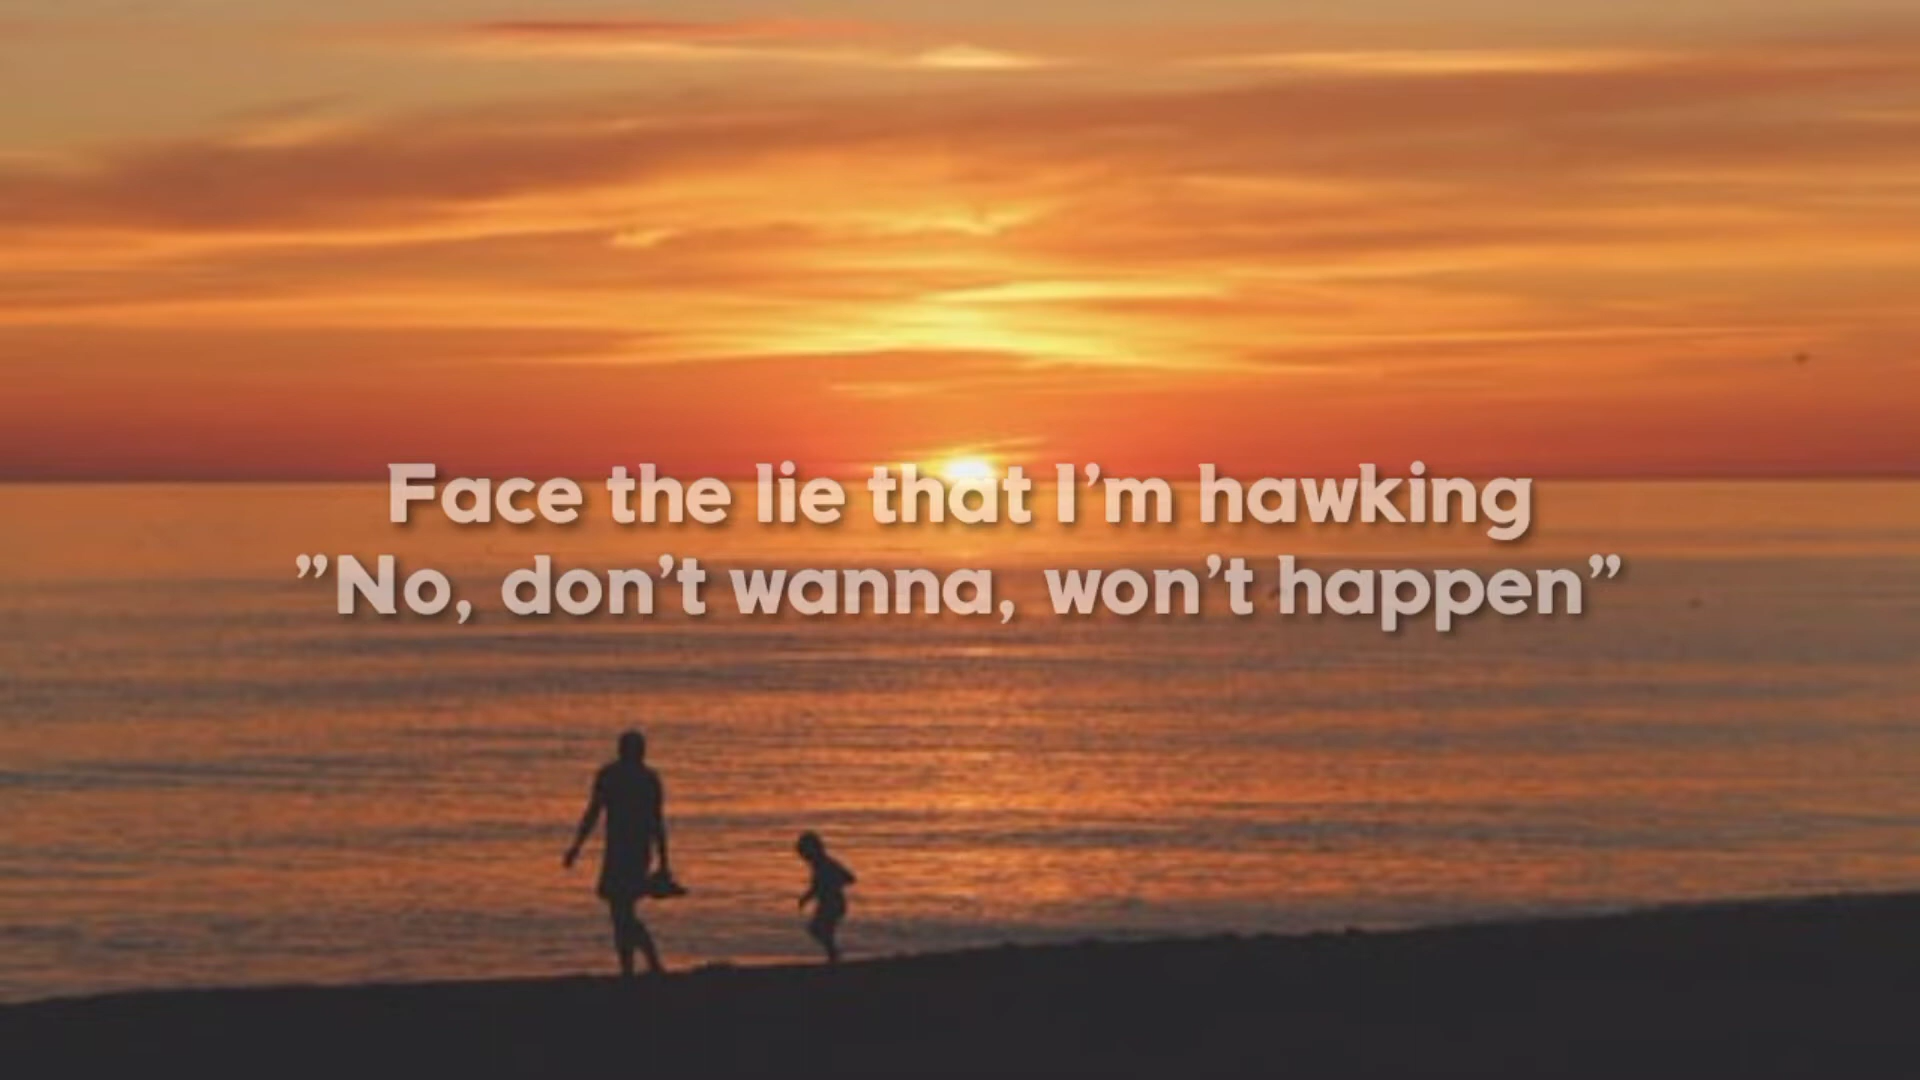 Face the lie that I'm hawking
”No, don't wanna, won't happen”